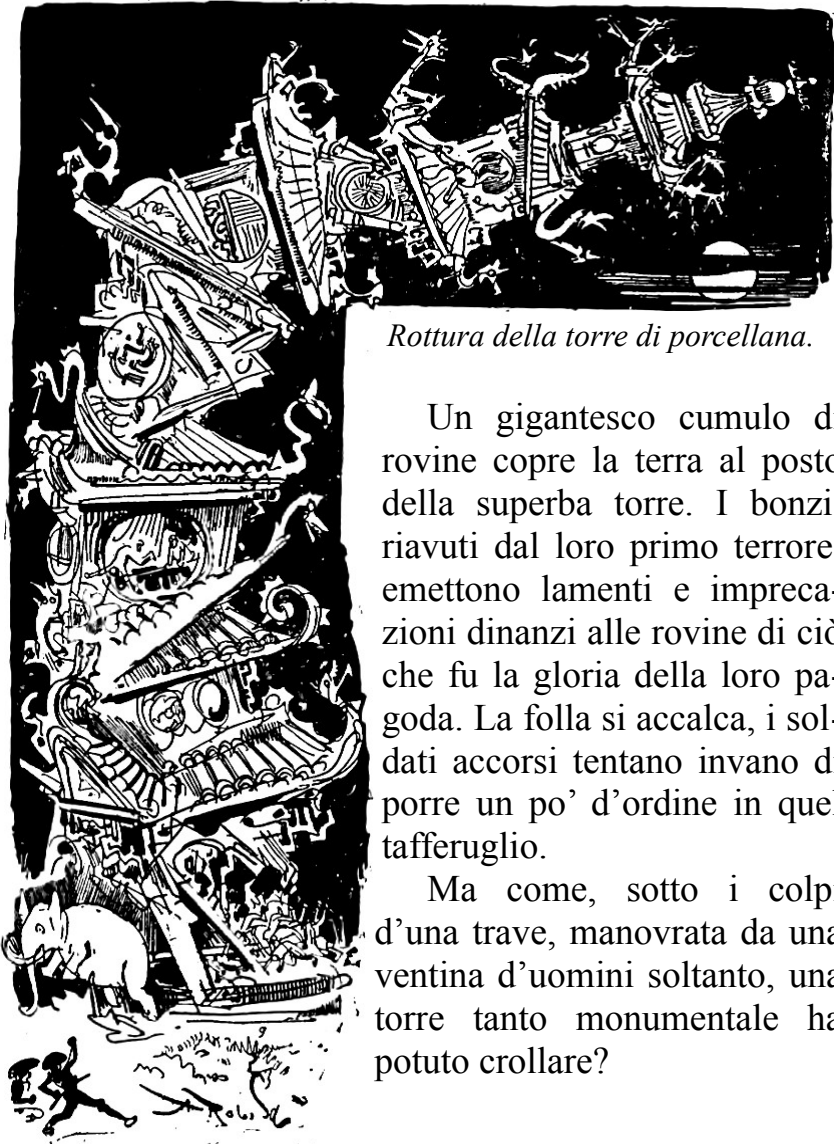 Rottura della torre di porcellana.
Un gigantesco cumulo di
rovine copre la terra al posto
della superba torre. I bonzi,
riavuti dal loro primo terrore,
emettono lamenti e impreca-
zioni dinanzi alle rovine di ciò
che fu la gloria della loro pa-
goda. La folla si accalca, i sol-
dati accorsi tentano invano di
porre un po’ d’ordine in quel
tafferuglio.
Ma come, sotto i colpi
d’una trave, manovrata da una
ventina d’uomini soltanto, una
torre tanto monumentale ha
potuto crollare?